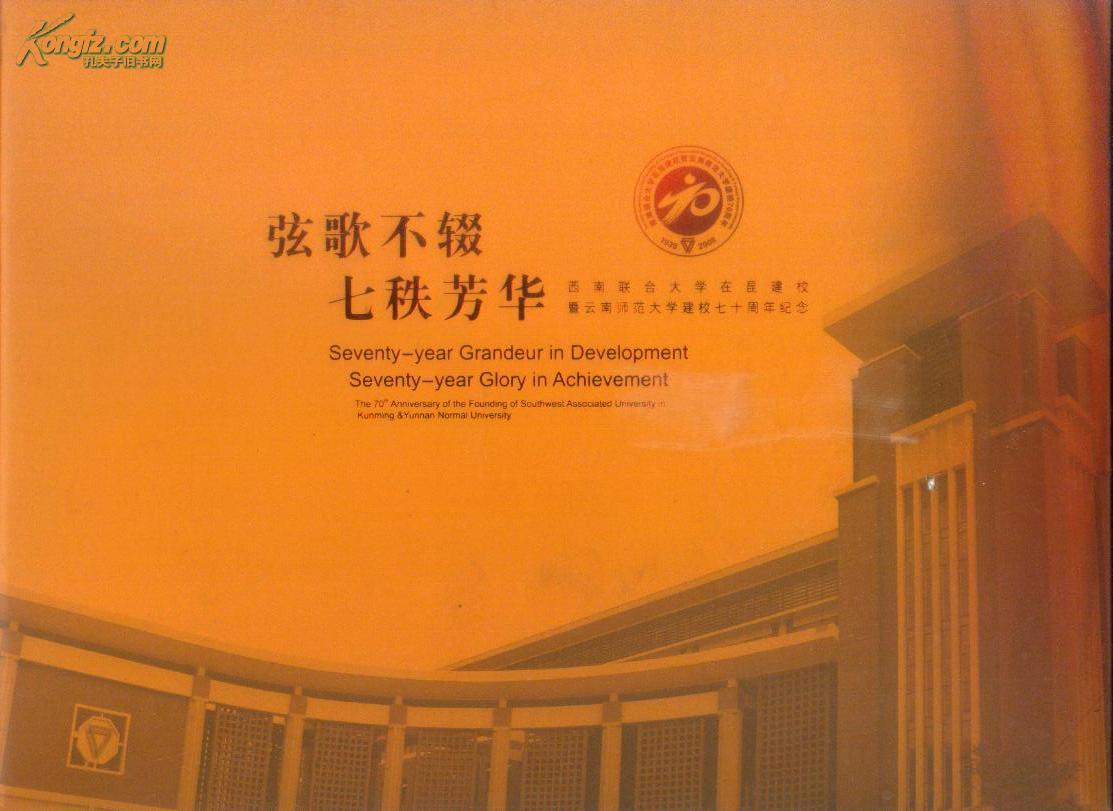 Kongfz.com
孔夫子旧书网
1938 2008
弦歌不辍
七秩芳华
西南联合大学在昆建校
暨云南师范大学建校七十周年纪念
Seventy-year Grandeur in Development
Seventy-year Glory in Achievement
The 70th Anniversary of the Founding of Southwest Associated University in
Kunming &Yunnan Normal University